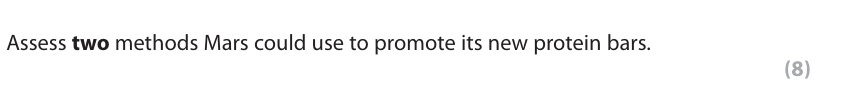 Assess two methods Mars could use to promote its new protein bars.
(8)